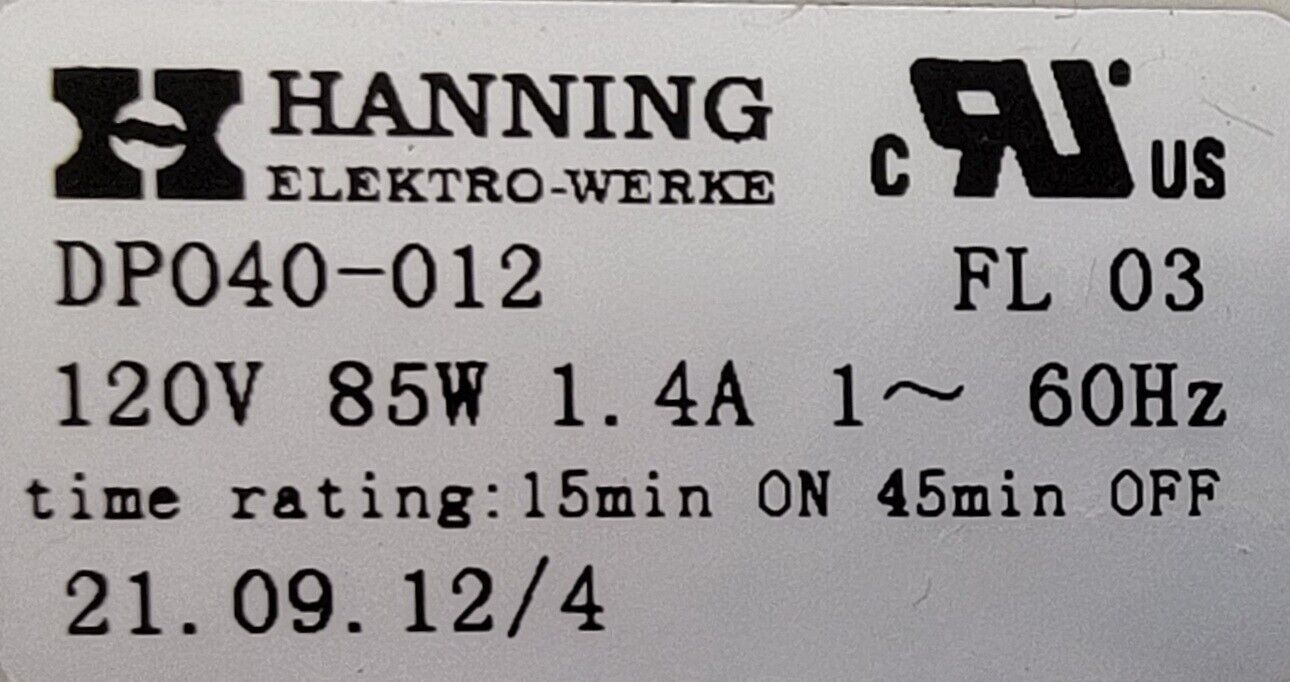 HANNING
ELEKTRO-WERKE
c RU US
DP040-012 FL 03
120V 85W 1.4A 1~ 60Hz
time rating:15min ON 45min OFF
21.09.12/4